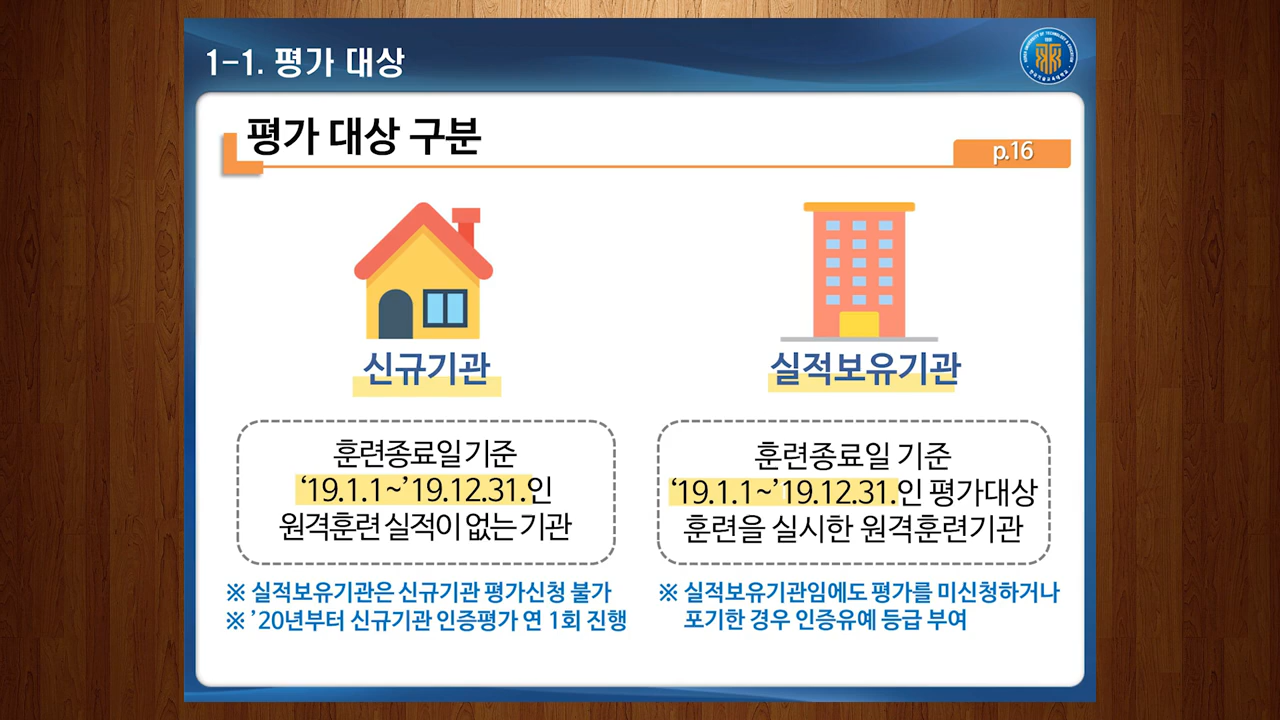 1-1. 평가 대상
평가 대상 구분
p.16
신규기관
훈련종료일 기준
‘19.1.1~’19.12.31.인
원격훈련 실적이 없는 기관
※ 실적보유기관은 신규기관 평가신청 불가
※ ’20년부터 신규기관 인증평가 연 1회 진행
실적보유기관
훈련종료일 기준
‘19.1.1~’19.12.31.인 평가대상
훈련을 실시한 원격훈련기관
※ 실적보유기관임에도 평가를 미신청하거나
포기한 경우 인증유예 등급 부여